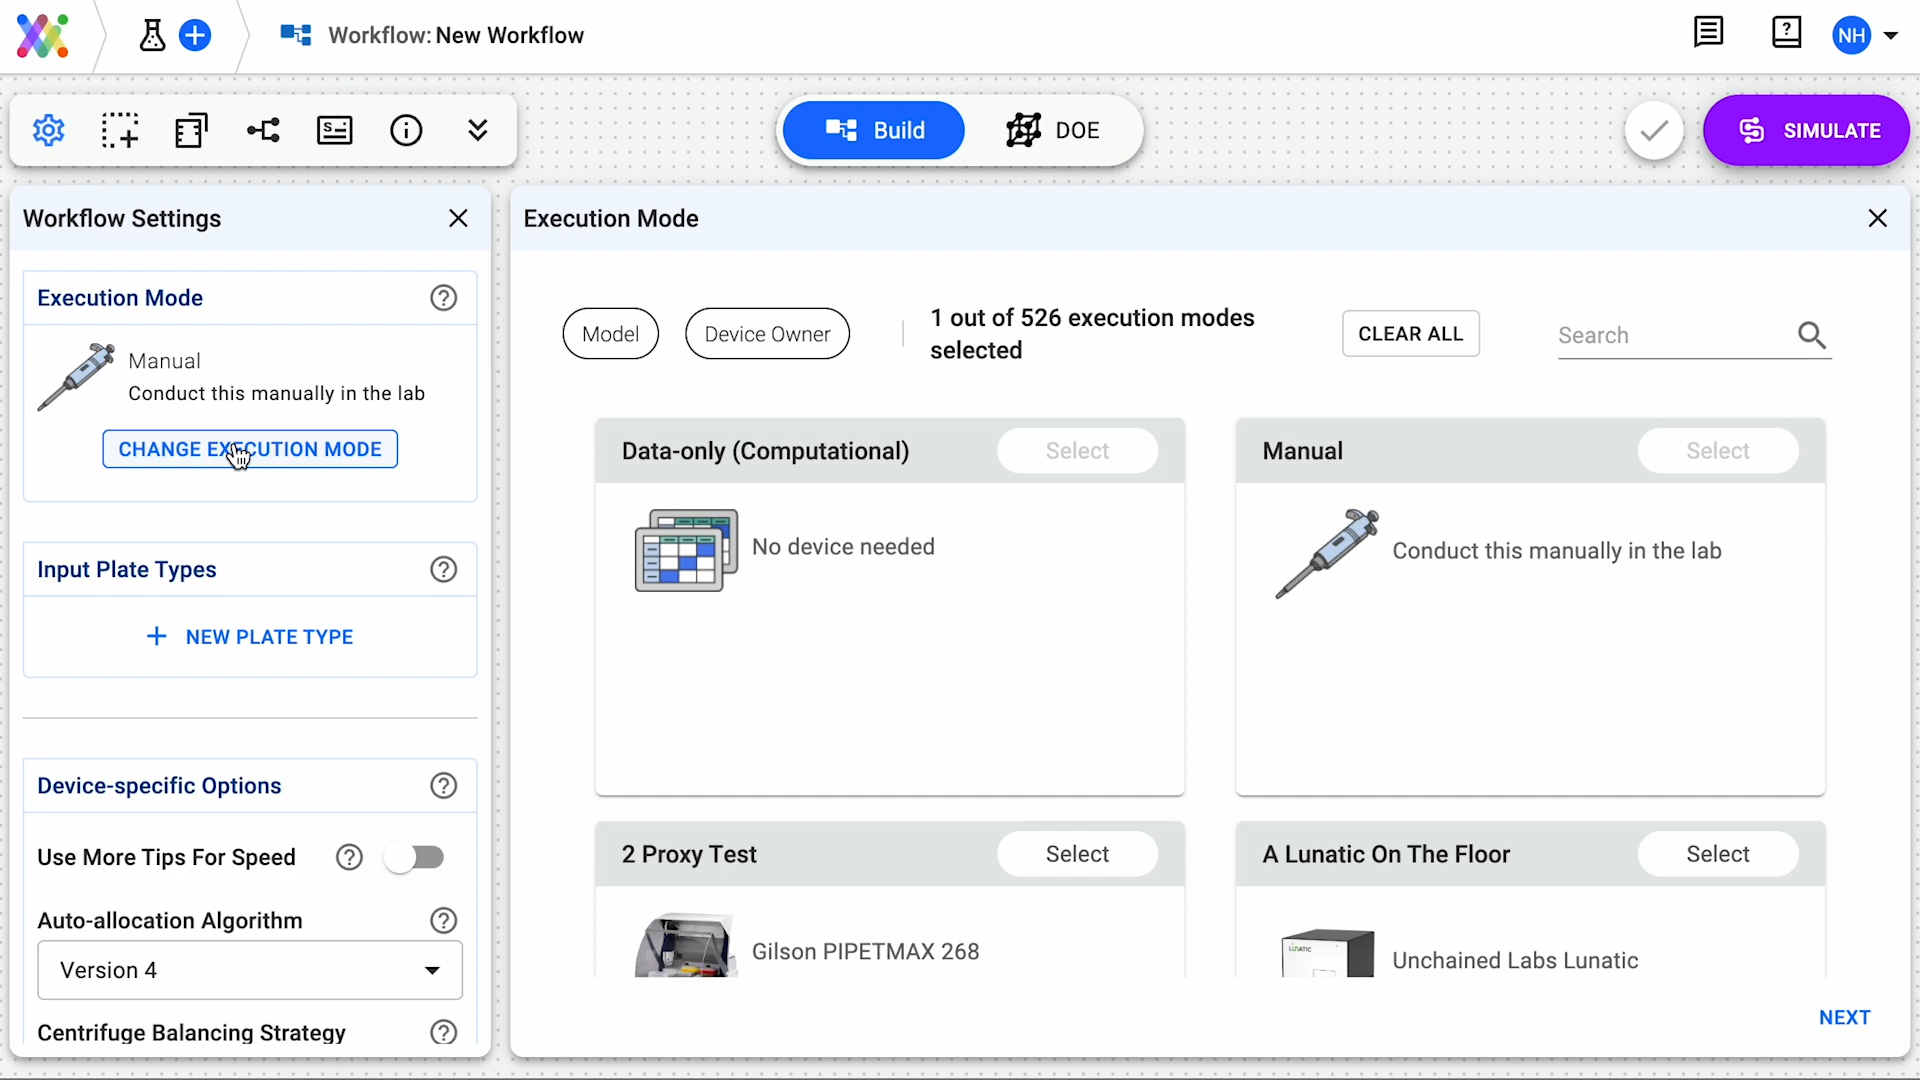 Workflow: New Workflow
NH
Build
DOE
SIMULATE
Workflow Settings
Execution Mode
Manual
Conduct this manually in the lab
CHANGE EXECUTION MODE
Input Plate Types
+ NEW PLATE TYPE
Device-specific Options
Use More Tips For Speed
Auto-allocation Algorithm
Version 4
Centrifuge Balancing Strategy
Execution Mode
Model
Device Owner
1 out of 526 execution modes
selected
CLEAR ALL
Search
Data-only (Computational)
Select
No device needed
Manual
Select
Conduct this manually in the lab
2 Proxy Test
Select
Gilson PIPETMAX 268
A Lunatic On The Floor
Select
LUNATIC
Unchained Labs Lunatic
NEXT